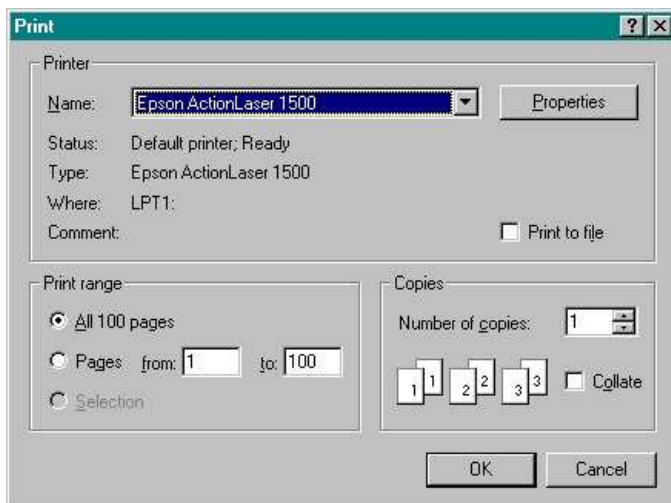 Print
Printer
Name: Epson ActionLaser 1500 Properties
Status: Default printer; Ready
Type: Epson ActionLaser 1500
Where: LPT1:
Comment: Print to file
Print range
All 100 pages
Pages from: 1 to: 100
Selection
Copies
Number of copies: 1
1 1 2 2 3 3 Collate
OK Cancel